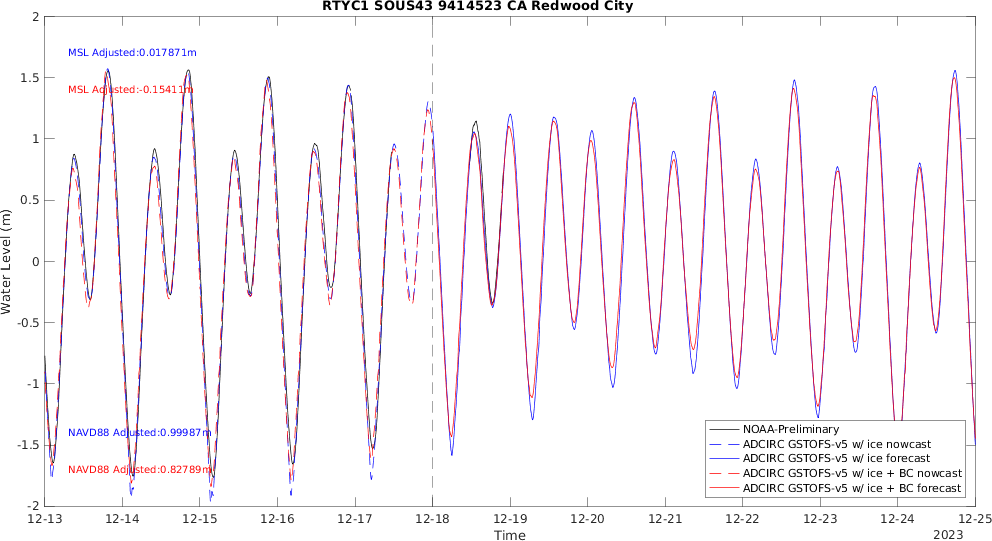 RTYC1 SOUS43 9414523 CA Redwood City
MSL Adjusted:0.017871m
MSL Adjusted:-0.15411m
NAVD88 Adjusted:0.99987m
NAVD88 Adjusted:0.82789m
Water Level (m)
2
1.5
1
0.5
0
-0.5
-1
-1.5
-2
NOAA-Preliminary
ADCIRC GSTOFS-v5 w/ ice nowcast
ADCIRC GSTOFS-v5 w/ ice forecast
ADCIRC GSTOFS-v5 w/ ice + BC nowcast
ADCIRC GSTOFS-v5 w/ ice + BC forecast
12-13 12-14 12-15 12-16 12-17 12-18 12-19 12-20 12-21 12-22 12-23 12-24 12-25
Time
2023